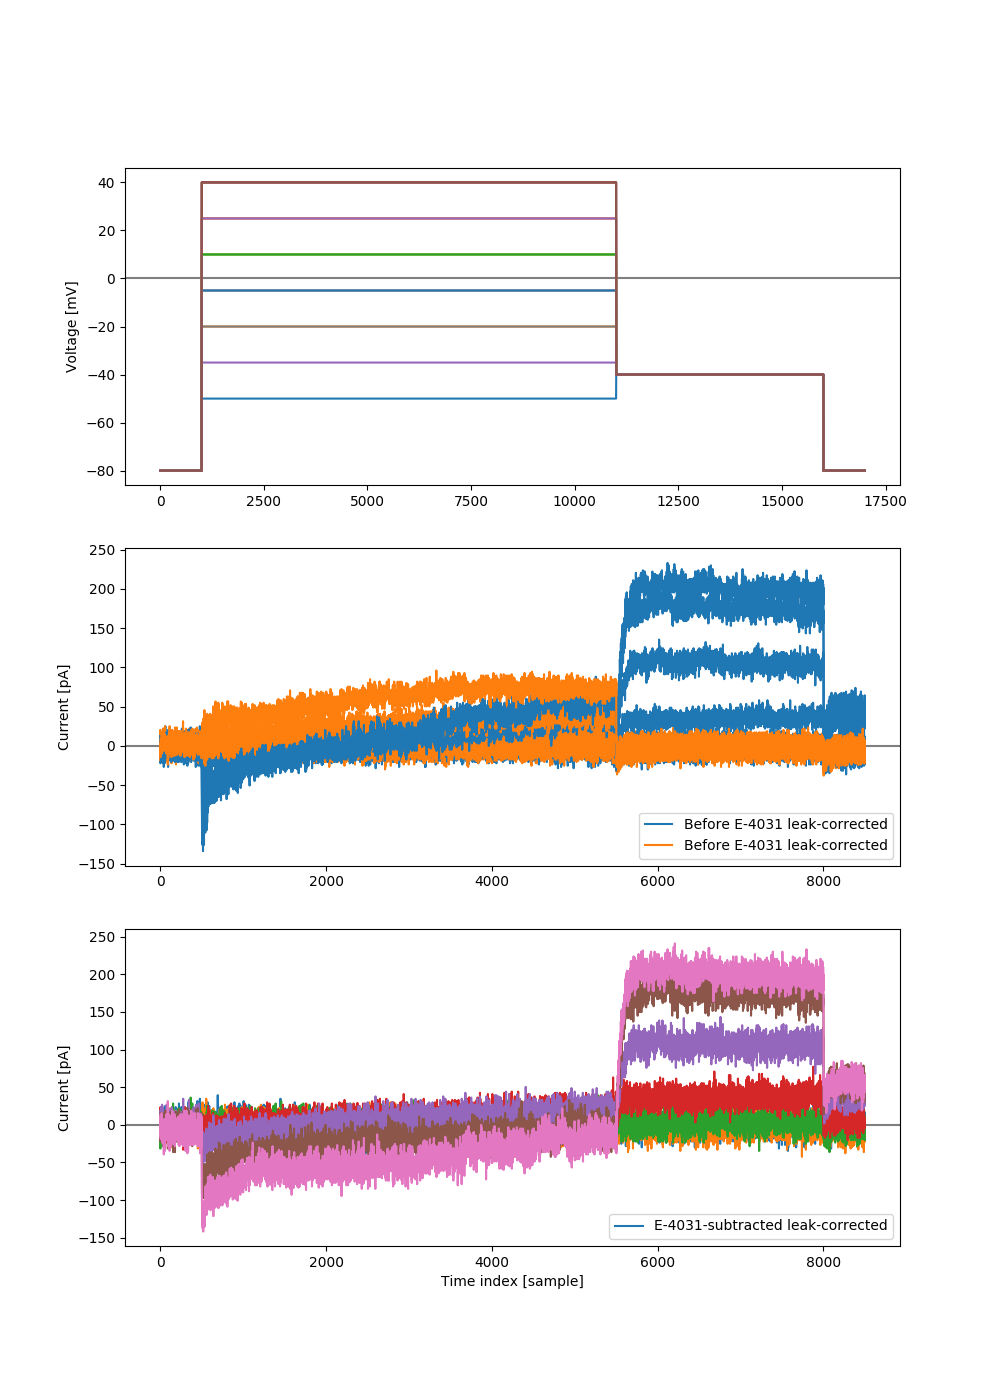 40
20
0
−20
−40
−60
−80
Voltage [mV]
0 2500 5000 7500 10000 12500 15000 17500
250
200
150
100
50
0
−50
−100
−150
Current [pA]
Before E-4031 leak-corrected
Before E-4031 leak-corrected
0 2000 4000 6000 8000
250
200
150
100
50
0
−50
−100
−150
Current [pA]
E-4031-subtracted leak-corrected
0 2000 4000 6000 8000
Time index [sample]